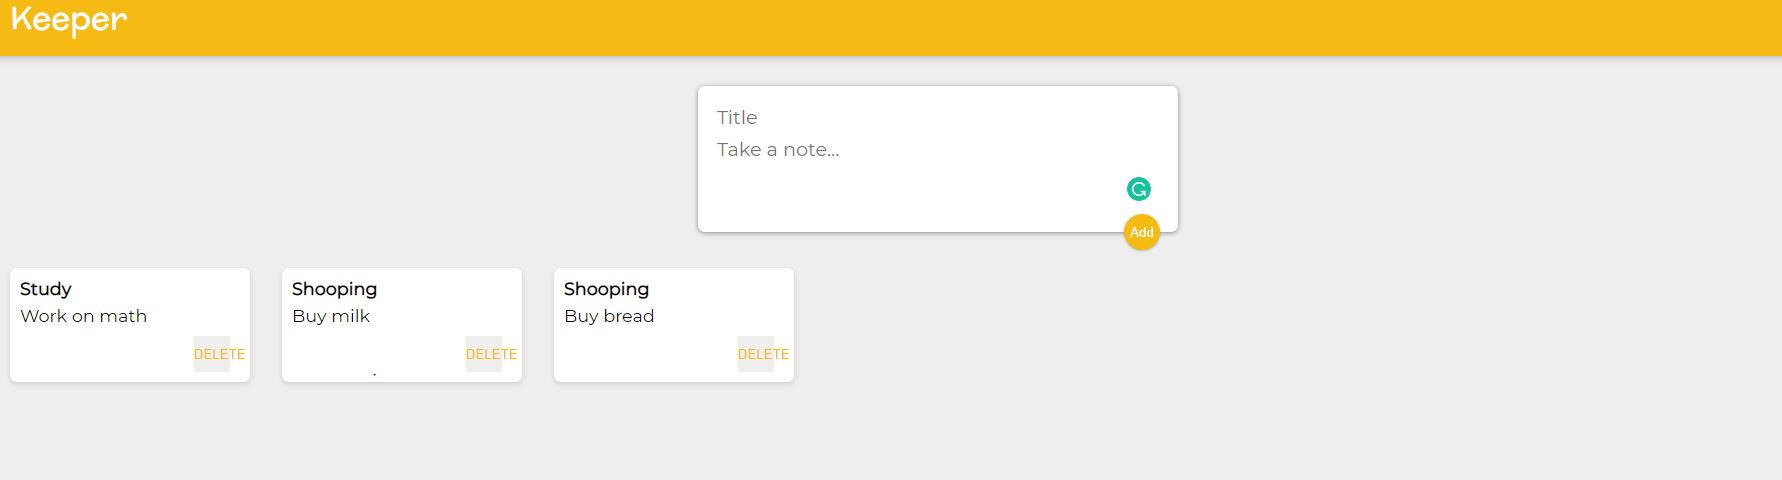 Keeper
Title
Take a note...
Add
Study
Work on math
DELETE
Shooping
Buy milk
DELETE
.
Shooping
Buy bread
DELETE